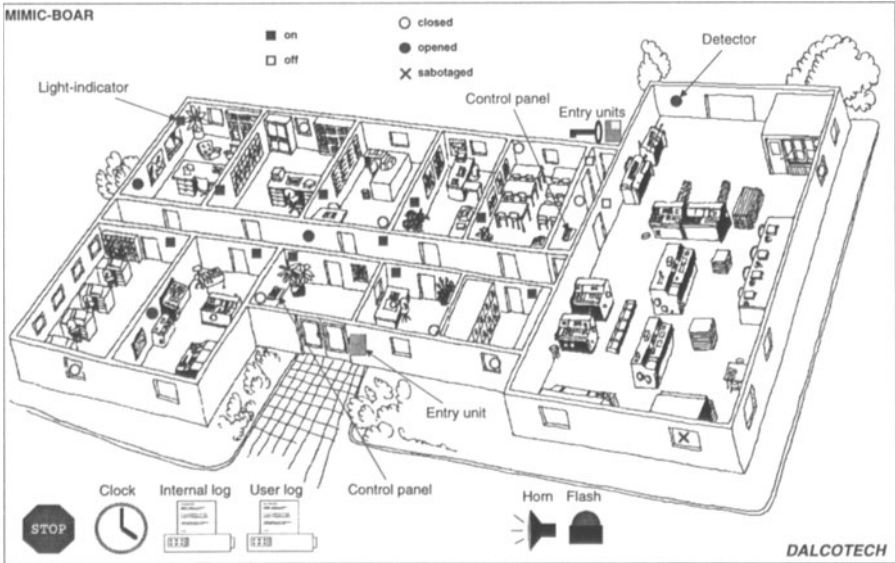 MIMIC-BOAR
on
off
closed
opened
sabotaged
Detector
Light-indicator
Control panel
Entry units
Entry unit
Control panel
Clock
Internal log
User log
Horn
Flash
STOP
DALCOTECH